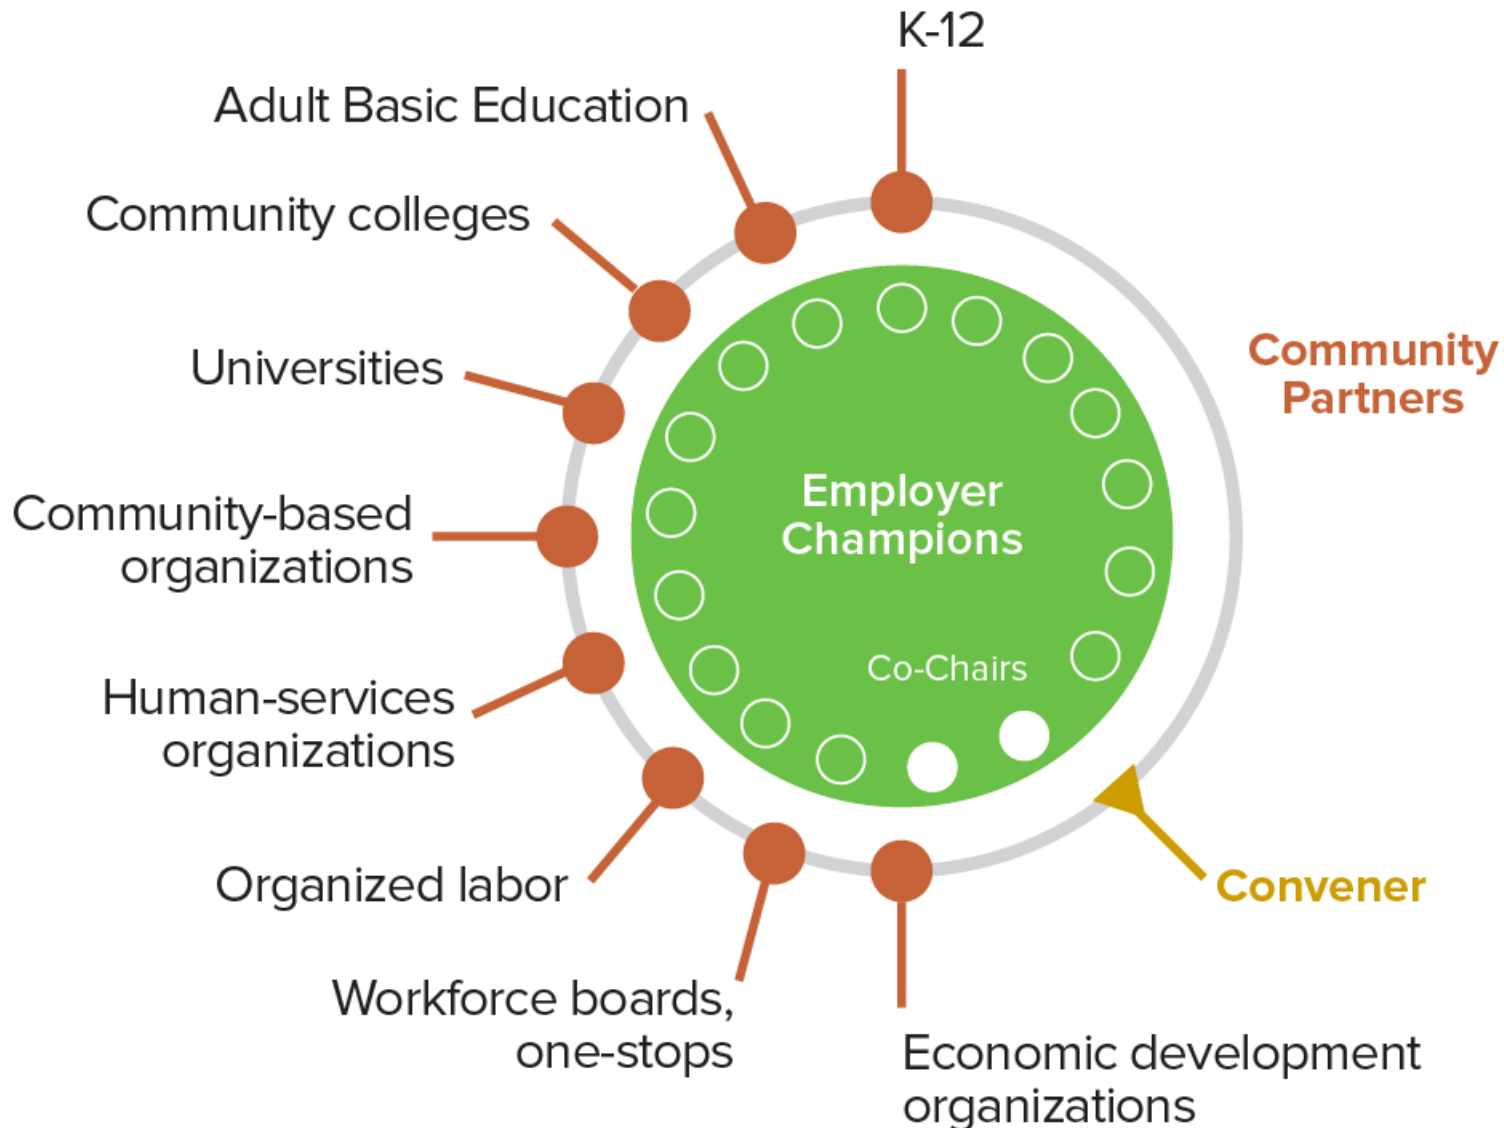 K-12
Adult Basic Education
Community colleges
Universities
Community-based
organizations
Human-services
organizations
Organized labor
Workforce boards,
one-stops
Economic development
organizations
Convener
Community
Partners
Employer
Champions
Co-Chairs